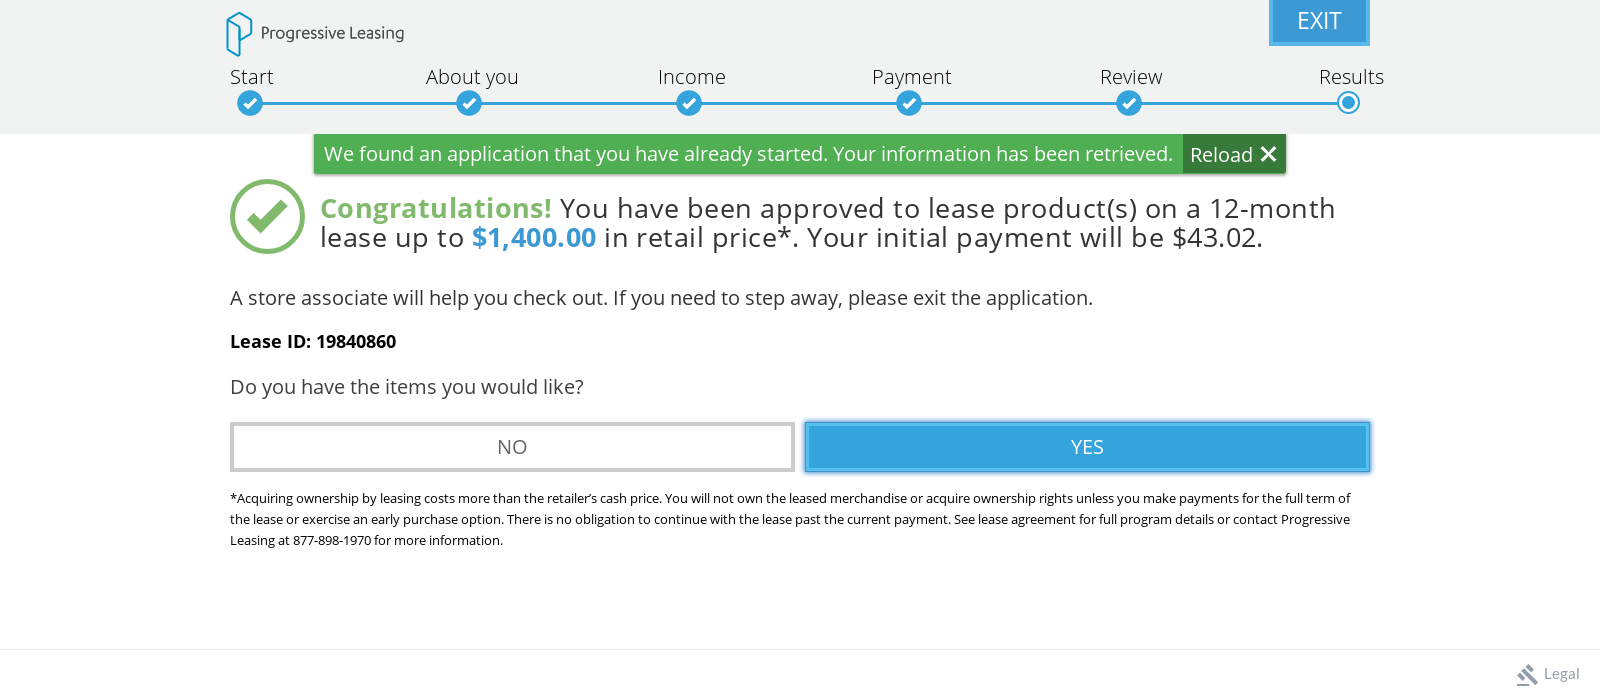 Progressive Leasing
EXIT
Start
About you
Income
Payment
Review
Results
We found an application that you have already started. Your information has been retrieved.
Reload
Congratulations! You have been approved to lease product(s) on a 12-month
lease up to $1,400.00 in retail price*. Your initial payment will be $43.02.
A store associate will help you check out. If you need to step away, please exit the application.
Lease ID: 19840860
Do you have the items you would like?
NO
YES
*Acquiring ownership by leasing costs more than the retailer’s cash price. You will not own the leased merchandise or acquire ownership rights unless you make payments for the full term of
the lease or exercise an early purchase option. There is no obligation to continue with the lease past the current payment. See lease agreement for full program details or contact Progressive
Leasing at 877-898-1970 for more information.
Legal